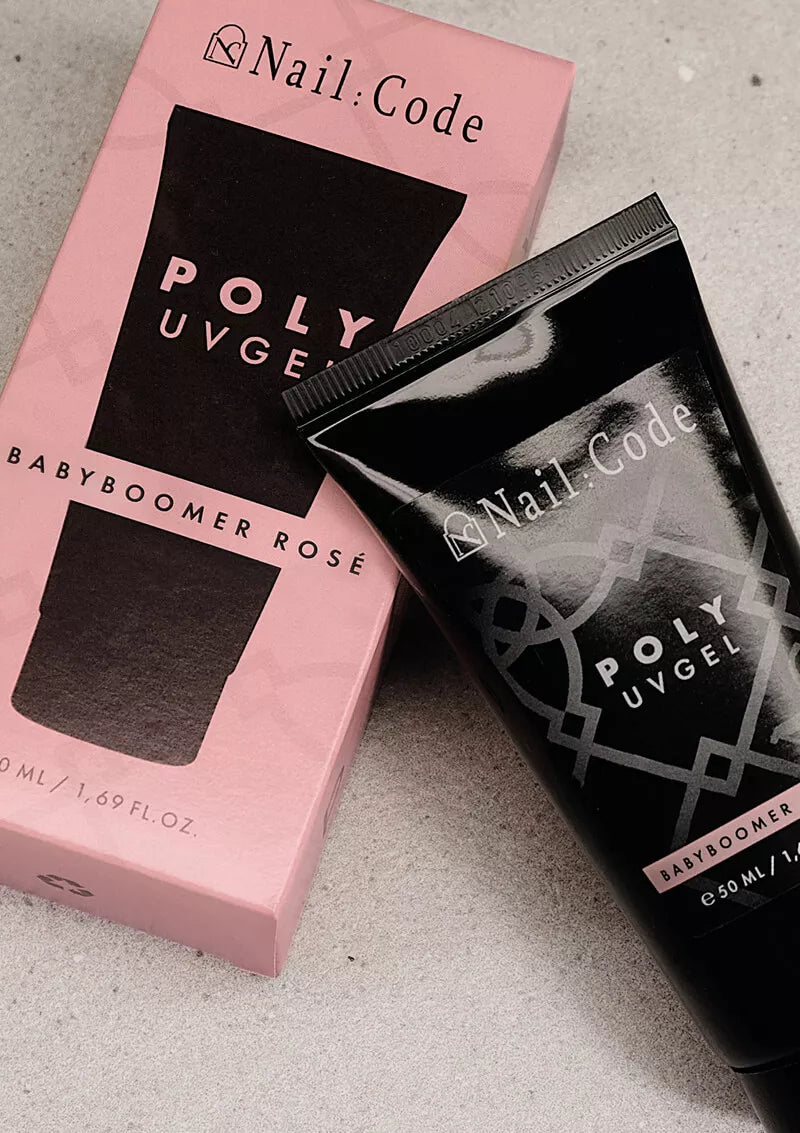 Nail:Code
POLY
UVGEL
BABYBOOMER ROSÉ
0 ML / 1,69 FL.OZ.
Nail:Code
POLY
UVGEL
BABYBOOMER
℮50 ML / 1,